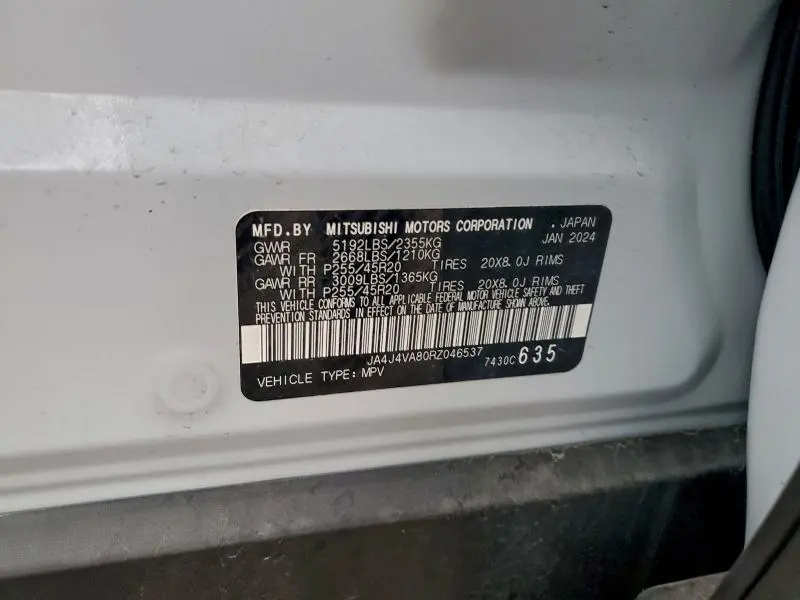 MFD.BY MITSUBISHI MOTORS CORPORATION . JAPAN
GVWR 5192LBS/2355KG JAN 2024
GAWR FR 2668LBS/1210KG
WITH P255/45R20 TIRES 20X8.0J RIMS
GAWR RR 3009LBS/1365KG
WITH P255/45R20 TIRES 20X8.0J RIMS
THIS VEHICLE CONFORMS TO ALL APPLICABLE FEDERAL MOTOR VEHICLE SAFETY AND THEFT
PREVENTION STANDARDS IN EFFECT ON THE DATE OF MANUFACTURE SHOWN ABOVE.
JA4J4VA80RZ046537 7430C 635
VEHICLE TYPE: MPV